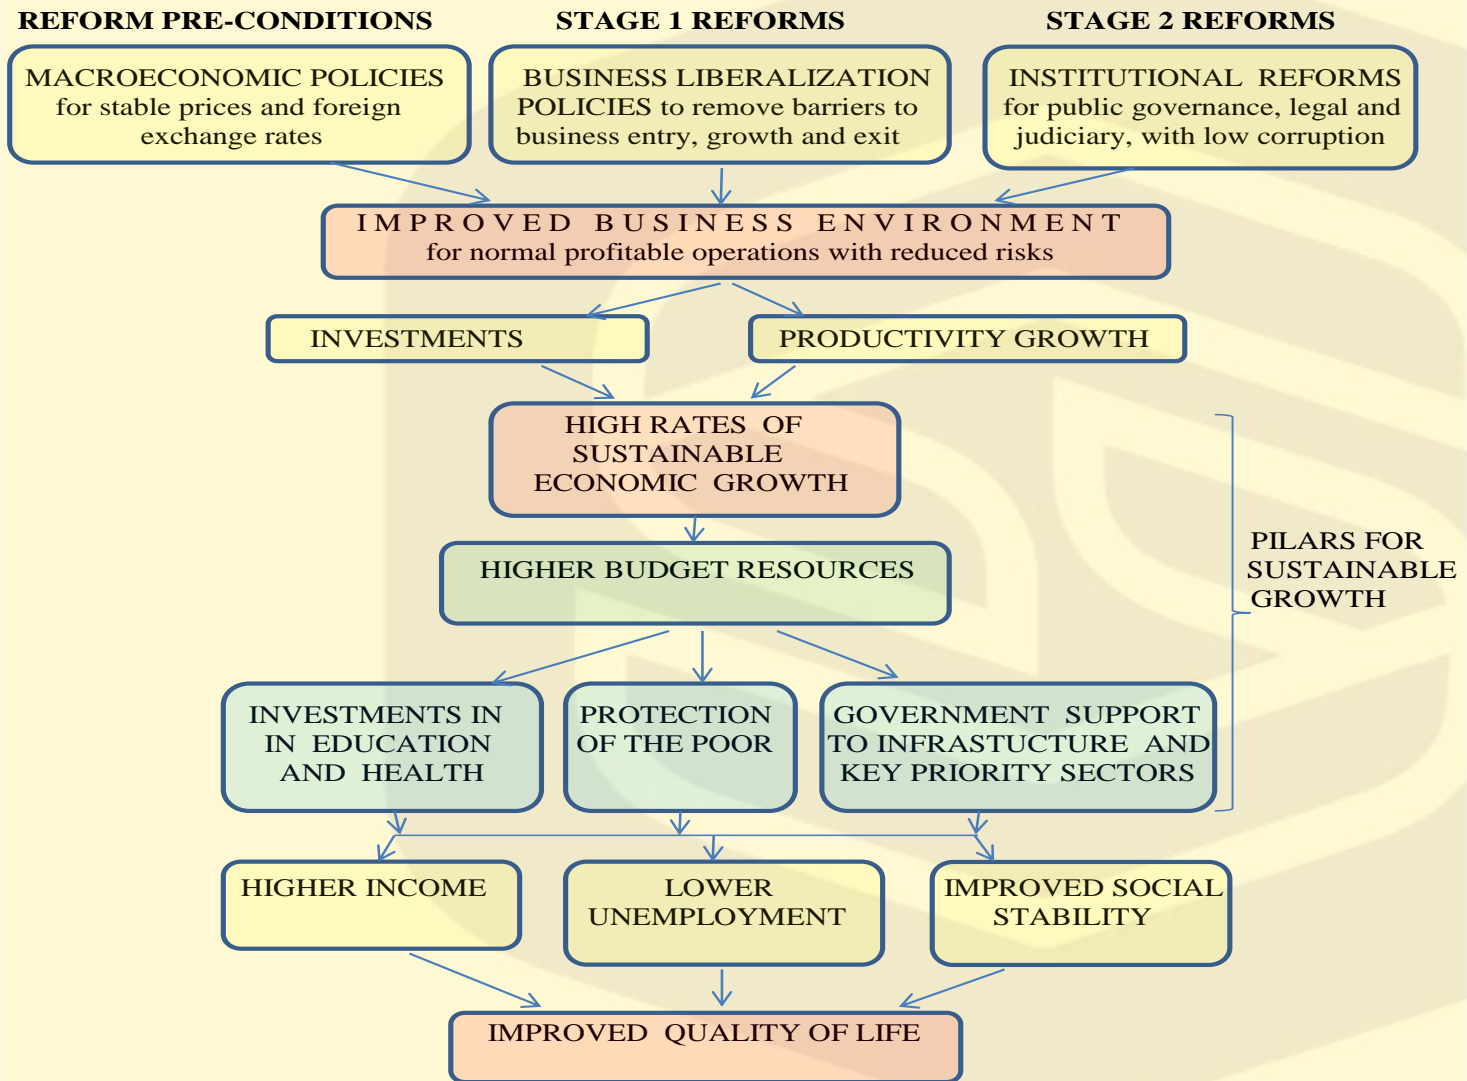 REFORM PRE-CONDITIONS
STAGE 1 REFORMS
STAGE 2 REFORMS
MACROECONOMIC POLICIES
for stable prices and foreign
exchange rates
BUSINESS LIBERALIZATION
POLICIES to remove barriers to
business entry, growth and exit
INSTITUTIONAL REFORMS
for public governance, legal and
judiciary, with low corruption
IMPROVED BUSINESS ENVIRONMENT
for normal profitable operations with reduced risks
INVESTMENTS
PRODUCTIVITY GROWTH
HIGH RATES OF
SUSTAINABLE
ECONOMIC GROWTH
HIGHER BUDGET RESOURCES
PILARS FOR
SUSTAINABLE
GROWTH
INVESTMENTS IN
IN EDUCATION
AND HEALTH
PROTECTION
OF THE POOR
GOVERNMENT SUPPORT
TO INFRASTUCTURE AND
KEY PRIORITY SECTORS
HIGHER INCOME
LOWER
UNEMPLOYMENT
IMPROVED SOCIAL
STABILITY
IMPROVED QUALITY OF LIFE